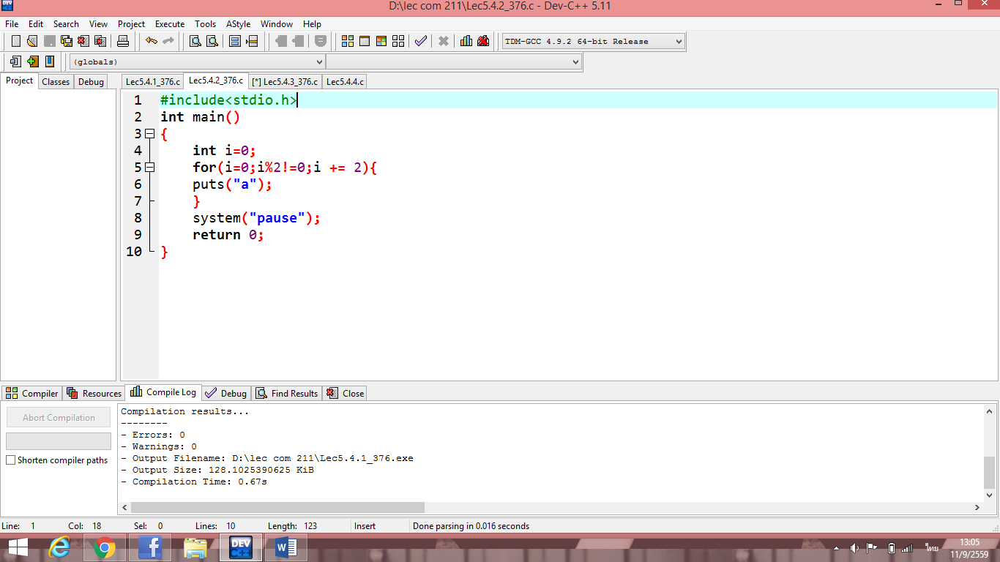 D:\lec com 211\Lec5.4.2_376.c - Dev-C++ 5.11
File Edit Search View Project Execute Tools AStyle Window Help
TDM-GCC 4.9.2 64-bit Release
(globals)
Project Classes Debug Lec5.4.1_376.c Lec5.4.2_376.c [*] Lec5.4.3_376.c Lec5.4.4.c
1 #include<stdio.h>
2 int main()
3 {
4 int i=0;
5 for(i=0;i%2!=0;i += 2){
6 puts("a");
7 }
8 system("pause");
9 return 0;
10 }
Compiler Resources Compile Log Debug Find Results Close
Abort Compilation
Shorten compiler paths
Compilation results...
--------
- Errors: 0
- Warnings: 0
- Output Filename: D:\lec com 211\Lec5.4.1_376.exe
- Output Size: 128.1025390625 KiB
- Compilation Time: 0.67s
Line: 1 Col: 18 Sel: 0 Lines: 10 Length: 123 Insert Done parsing in 0.016 seconds
DEV C++
ไทย
13:05
11/9/2559